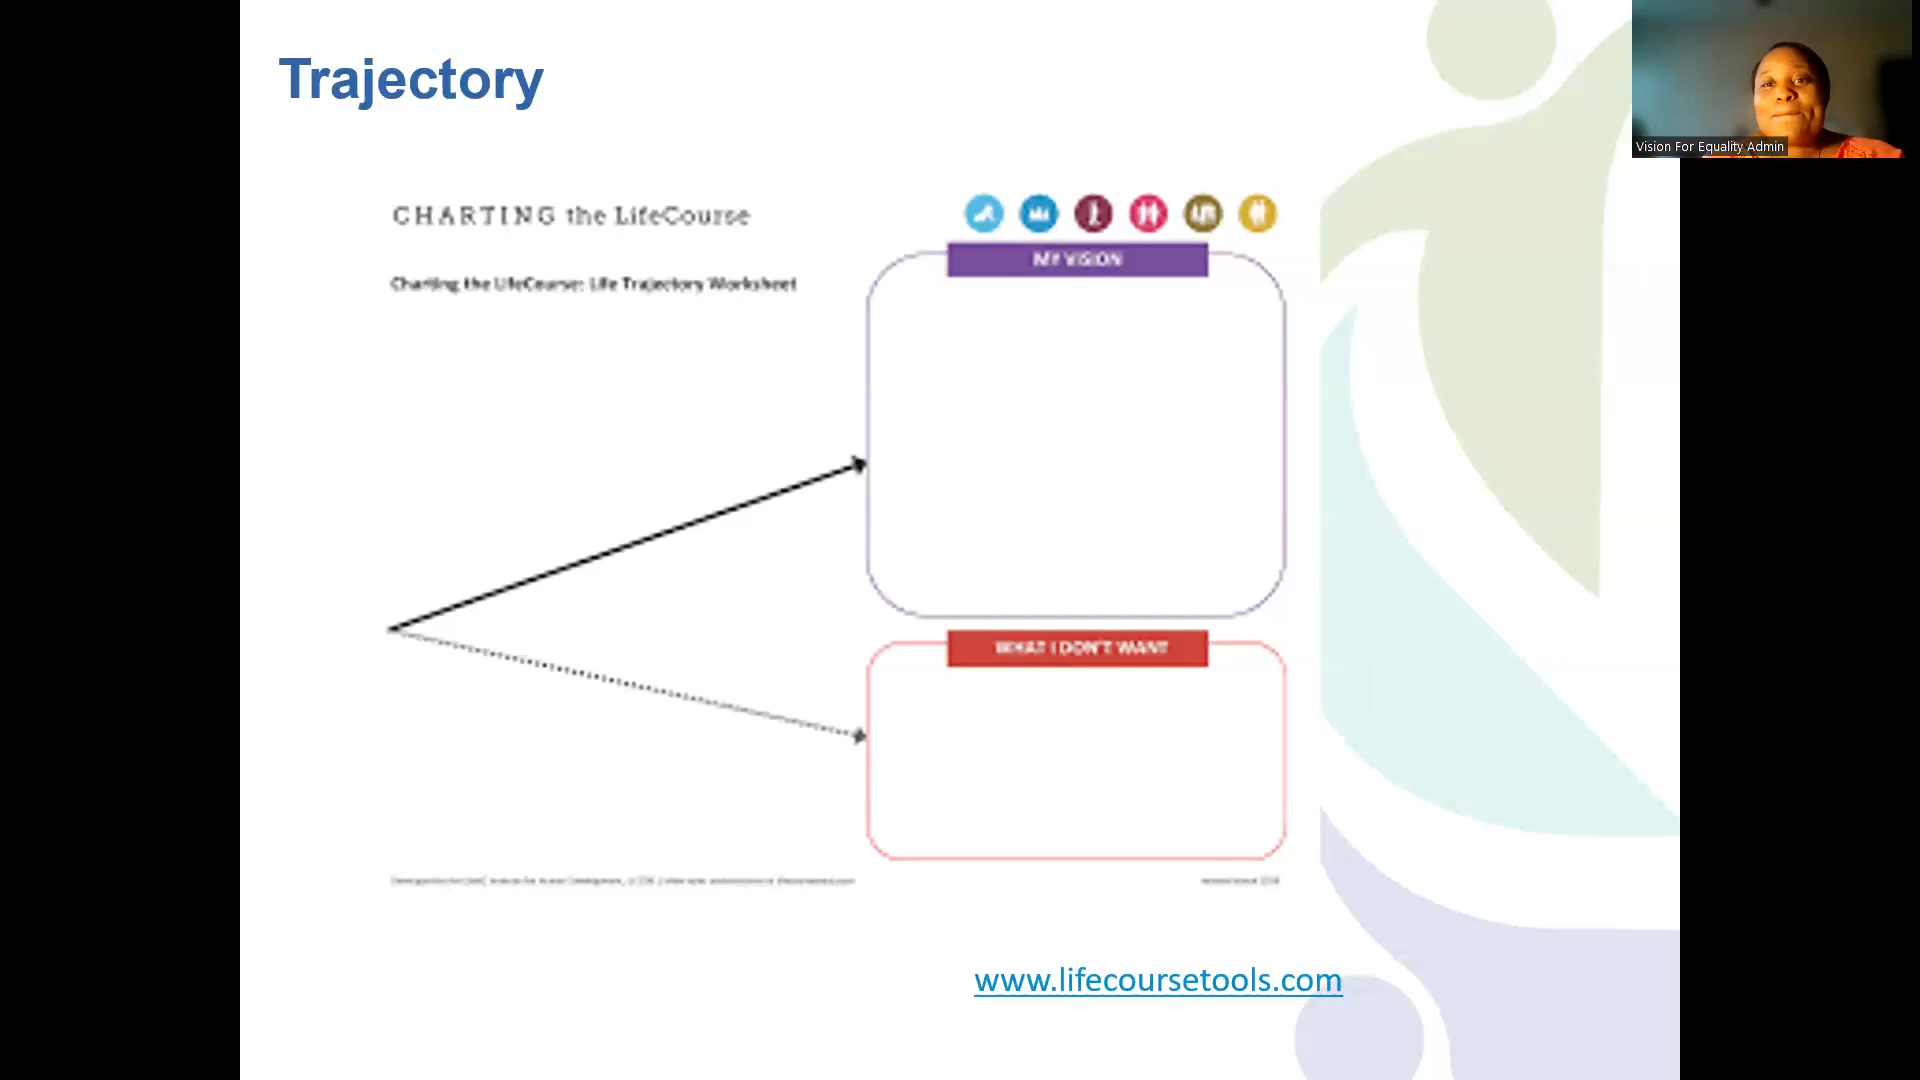 Trajectory
Vision For Equality Admin
CHARTING the LifeCourse
MY VISION
Charting the LifeCourse: Life Trajectory Worksheet
WHAT I DON'T WANT
www.lifecoursetools.com